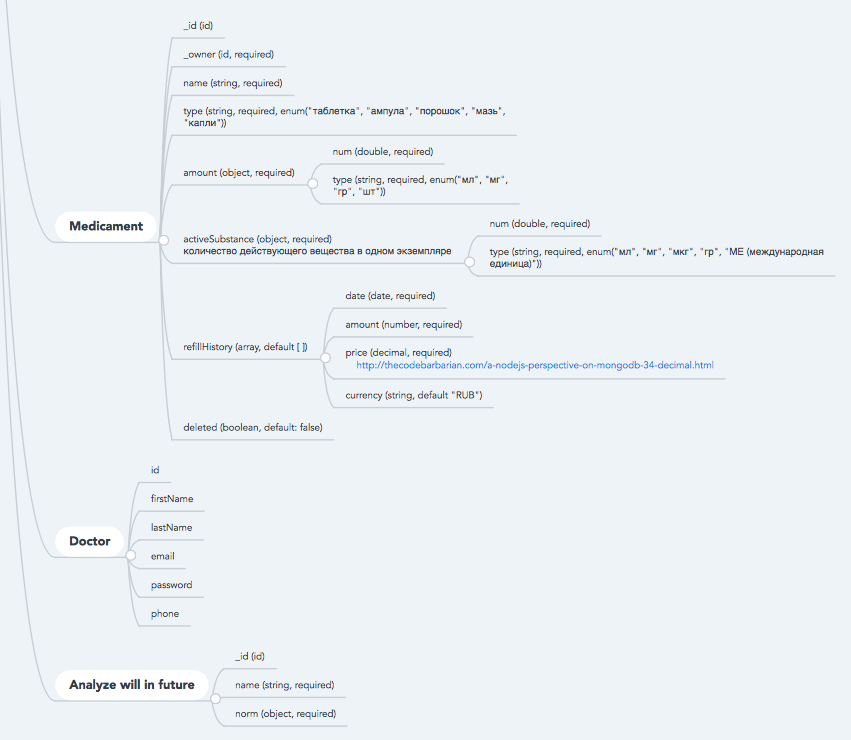 _id (id)
_owner (id, required)
name (string, required)
type (string, required, enum("таблетка", "ампула", "порошок", "мазь",
"капли"))
amount (object, required)
num (double, required)
type (string, required, enum("мл", "мг",
"гр", "шт"))
Medicament
activeSubstance (object, required)
количество действующего вещества в одном экземпляре
num (double, required)
type (string, required, enum("мл", "мг", "мкг", "гр", "МЕ (международная
единица)"))
refillHistory (array, default [ ])
date (date, required)
amount (number, required)
price (decimal, required)
http://thecodebarbarian.com/a-nodejs-perspective-on-mongodb-34-decimal.html
currency (string, default "RUB")
deleted (boolean, default: false)
Doctor
id
firstName
lastName
email
password
phone
Analyze will in future
_id (id)
name (string, required)
norm (object, required)